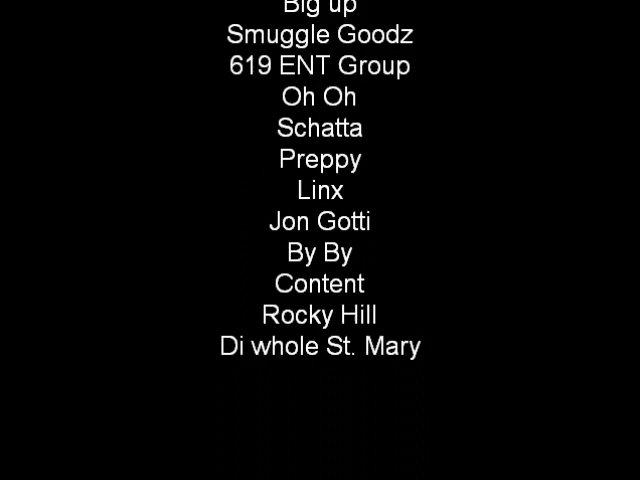 Big up
Smuggle Goodz
619 ENT Group
Oh Oh
Schatta
Preppy
Linx
Jon Gotti
By By
Content
Rocky Hill
Di whole St. Mary